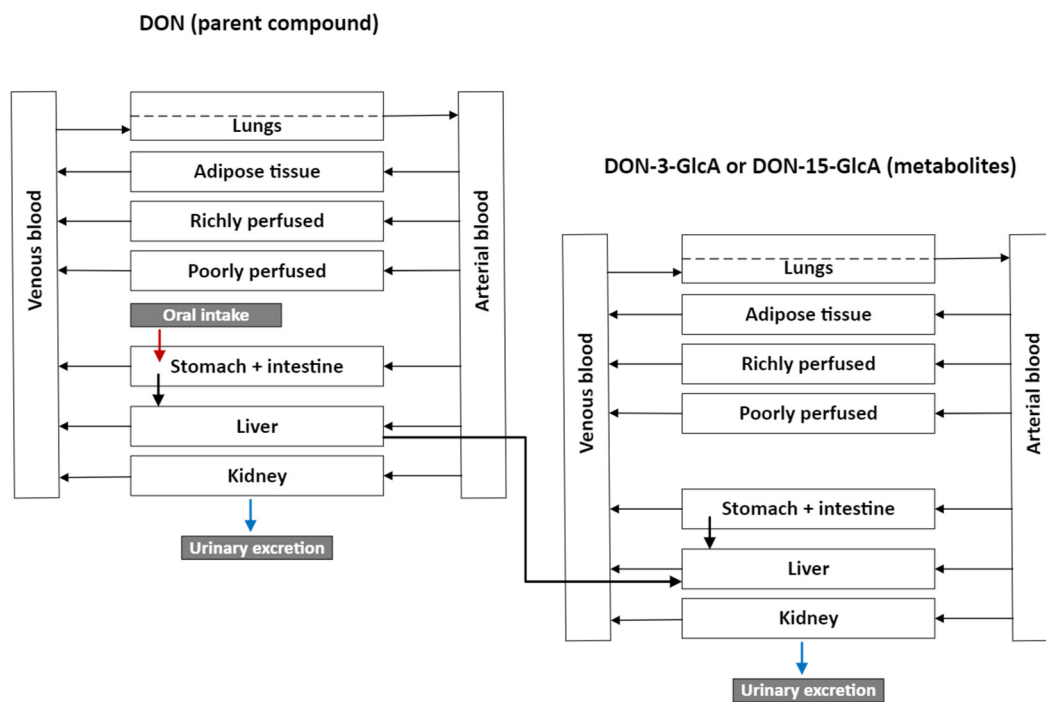 DON (parent compound)
Venous blood
Lungs
Adipose tissue
Richly perfused
Poorly perfused
Oral intake
Stomach + intestine
Liver
Kidney
Urinary excretion
Arterial blood
DON-3-GlcA or DON-15-GlcA (metabolites)
Venous blood
Lungs
Adipose tissue
Richly perfused
Poorly perfused
Stomach + intestine
Liver
Kidney
Urinary excretion
Arterial blood